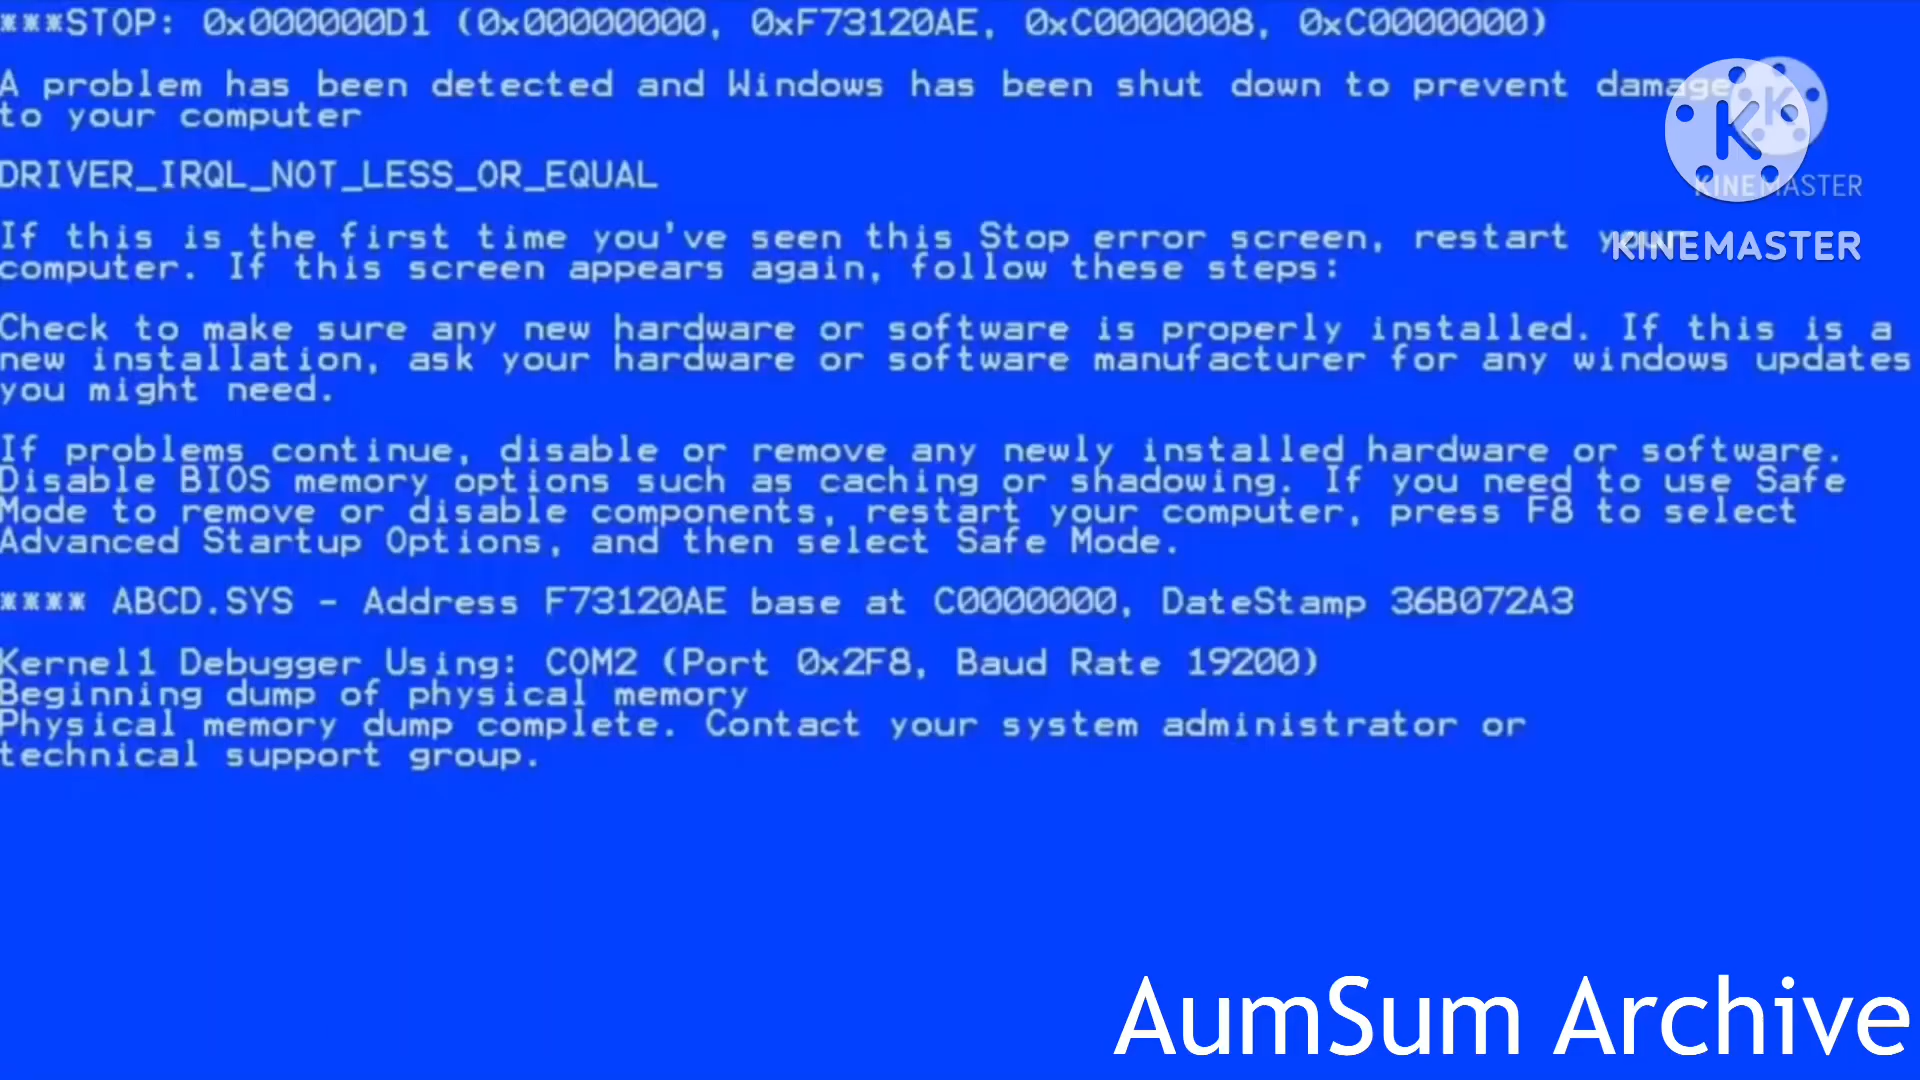 ***STOP: 0x000000D1 (0x00000000, 0xF73120AE, 0xC0000008, 0xC0000000)
A problem has been detected and Windows has been shut down to prevent damage
to your computer
DRIVER_IRQL_NOT_LESS_OR_EQUAL
If this is the first time you've seen this Stop error screen, restart your
computer. If this screen appears again, follow these steps:
Check to make sure any new hardware or software is properly installed. If this is a
new installation, ask your hardware or software manufacturer for any windows updates
you might need.
If problems continue, disable or remove any newly installed hardware or software.
Disable BIOS memory options such as caching or shadowing. If you need to use Safe
Mode to remove or disable components, restart your computer, press F8 to select
Advanced Startup Options, and then select Safe Mode.
**** ABCD.SYS - Address F73120AE base at C0000000, DateStamp 36B072A3
Kernel1 Debugger Using: COM2 (Port 0x2F8, Baud Rate 19200)
Beginning dump of physical memory
Physical memory dump complete. Contact your system administrator or
technical support group.
K
K
KINEMASTER
KINEMASTER
AumSum Archive